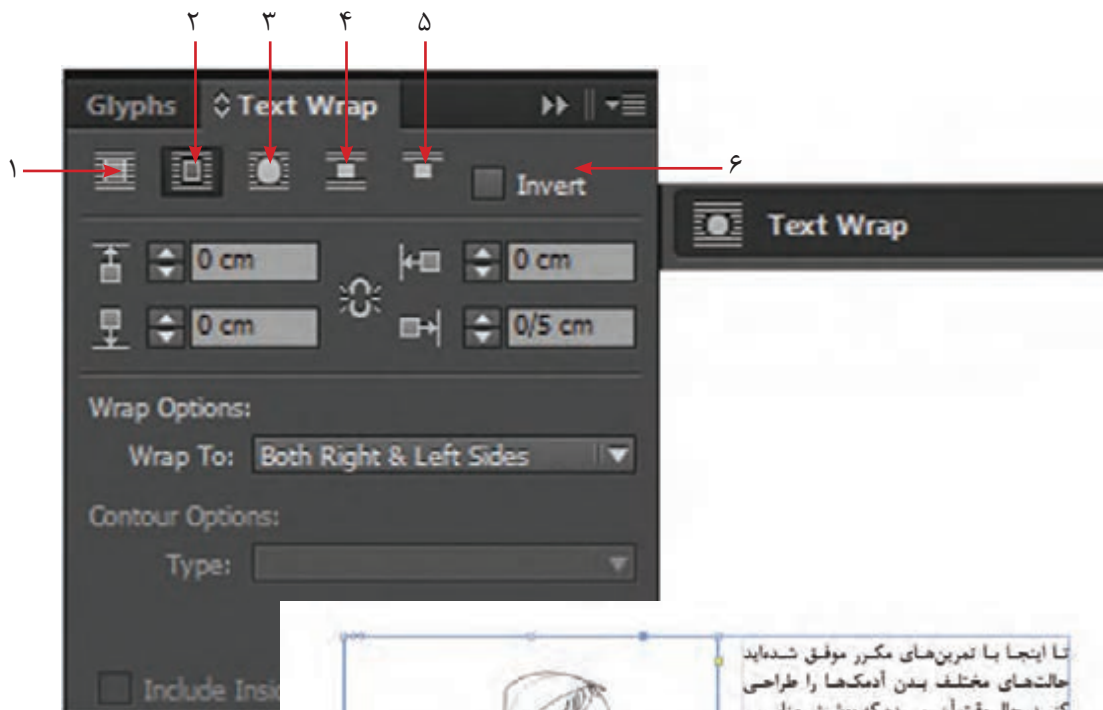 ۲ ۳ ۴ ۵
Glyphs Text Wrap
۱
۶
Invert
Text Wrap
0 cm 0 cm
0 cm 0/5 cm
Wrap Options:
Wrap To: Both Right & Left Sides
Contour Options:
Type:
Include
تا اینجا با تمرین‌های مکرر موفق شده‌اید
حالت‌های مختلف بدن آدمک‌ها را طراحی